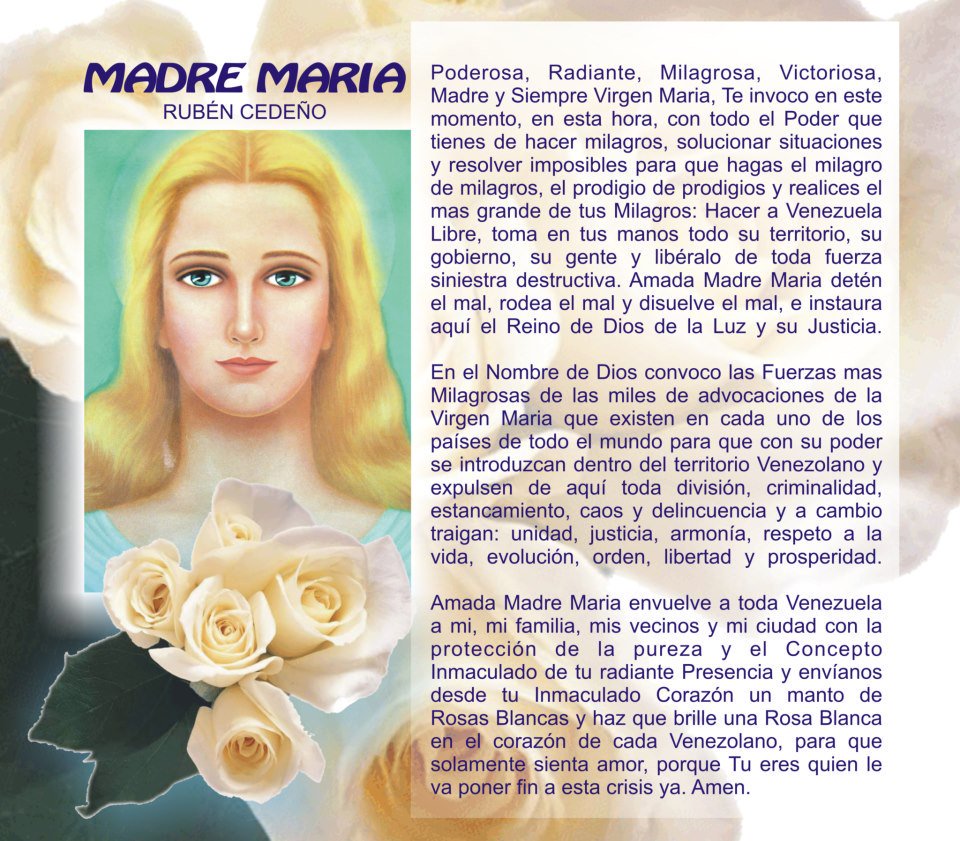 MADRE MARIA
RUBÉN CEDEÑO
Poderosa, Radiante, Milagrosa, Victoriosa,
Madre y Siempre Virgen Maria, Te invoco en este
momento, en esta hora, con todo el Poder que
tienes de hacer milagros, solucionar situaciones
y resolver imposibles para que hagas el milagro
de milagros, el prodigio de prodigios y realices el
mas grande de tus Milagros: Hacer a Venezuela
Libre, toma en tus manos todo su territorio, su
gobierno, su gente y libéralo de toda fuerza
siniestra destructiva. Amada Madre Maria detén
el mal, rodea el mal y disuelve el mal, e instaura
aquí el Reino de Dios de la Luz y su Justicia.
En el Nombre de Dios convoco las Fuerzas mas
Milagrosas de las miles de advocaciones de la
Virgen Maria que existen en cada uno de los
países de todo el mundo para que con su poder
se introduzcan dentro del territorio Venezolano y
expulsen de aquí toda división, criminalidad,
estancamiento, caos y delincuencia y a cambio
traigan: unidad, justicia, armonía, respeto a la
vida, evolución, orden, libertad y prosperidad.
Amada Madre Maria envuelve a toda Venezuela
a mi, mi familia, mis vecinos y mi ciudad con la
protección de la pureza y el Concepto
Inmaculado de tu radiante Presencia y envíanos
desde tu Inmaculado Corazón un manto de
Rosas Blancas y haz que brille una Rosa Blanca
en el corazón de cada Venezolano, para que
solamente sienta amor, porque Tu eres quien le
va poner fin a esta crisis ya. Amen.